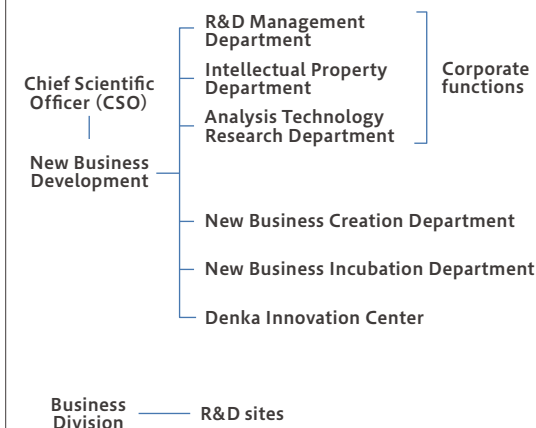 R&D Management
Department
Intellectual Property
Department
Corporate
functions
Chief Scientific
Officer (CSO)
Analysis Technology
Research Department
New Business
Development
New Business Creation Department
New Business Incubation Department
Denka Innovation Center
Business
Division
R&D sites